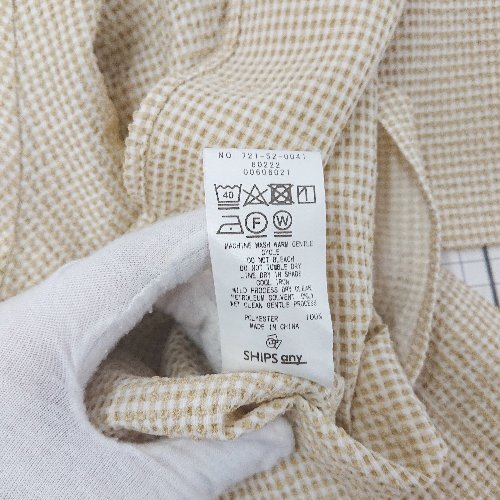 NO. 721-52-0041
80222
00606021
40
F
W
MACHINE WASH WARM GENTLE
CYCLE
DO NOT BLEACH
DO NOT TUMBLE DRY
LINE DRY IN SHADE
COOL IRON
MILD PROCESS DRY CLEAN
PETROLEUM SOLVENT ONLY
WET CLEAN GENTLE PROCESS
POLYESTER 100%
MADE IN CHINA
SHIPS any